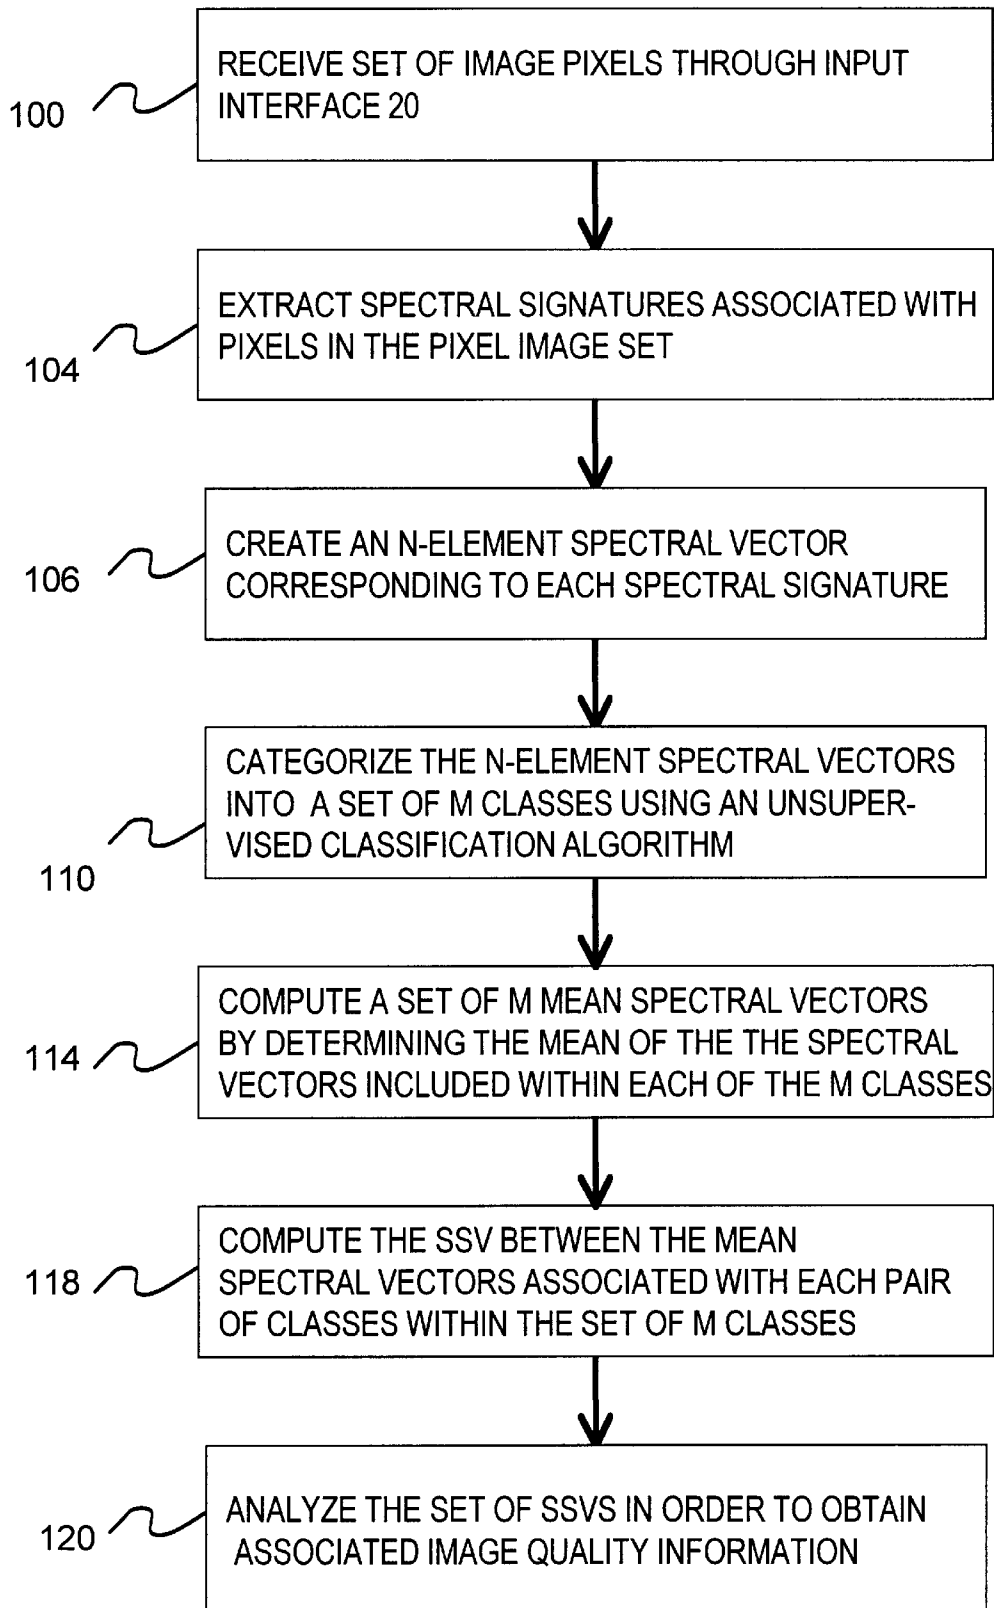 100
RECEIVE SET OF IMAGE PIXELS THROUGH INPUT
INTERFACE 20
104
EXTRACT SPECTRAL SIGNATURES ASSOCIATED WITH
PIXELS IN THE PIXEL IMAGE SET
106
CREATE AN N-ELEMENT SPECTRAL VECTOR
CORRESPONDING TO EACH SPECTRAL SIGNATURE
110
CATEGORIZE THE N-ELEMENT SPECTRAL VECTORS
INTO A SET OF M CLASSES USING AN UNSUPER-
VISED CLASSIFICATION ALGORITHM
114
COMPUTE A SET OF M MEAN SPECTRAL VECTORS
BY DETERMINING THE MEAN OF THE THE SPECTRAL
VECTORS INCLUDED WITHIN EACH OF THE M CLASSES
118
COMPUTE THE SSV BETWEEN THE MEAN
SPECTRAL VECTORS ASSOCIATED WITH EACH PAIR
OF CLASSES WITHIN THE SET OF M CLASSES
120
ANALYZE THE SET OF SSVS IN ORDER TO OBTAIN
ASSOCIATED IMAGE QUALITY INFORMATION